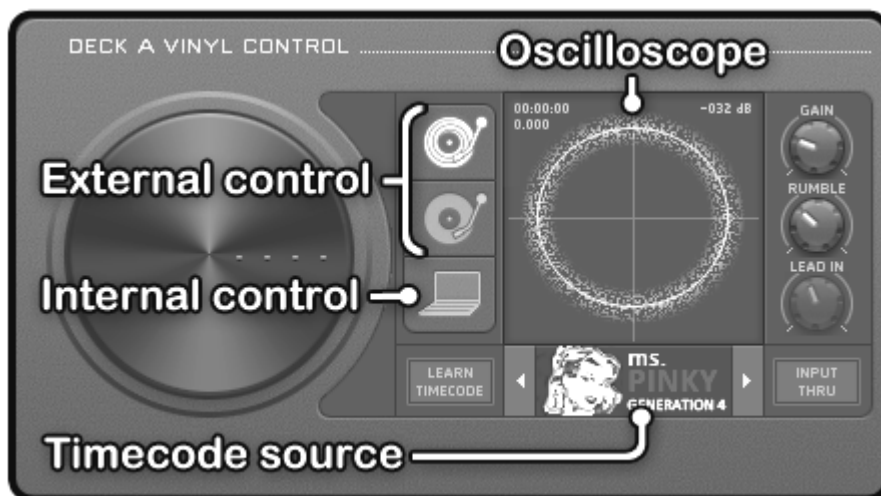 DECK A VINYL CONTROL
Oscilloscope
00:00:00
-032 dB
0.000
GAIN
External control
RUMBLE
LEAD IN
Internal control
LEARN
TIMECODE
ms.
PINKY
GENERATION 4
INPUT
THRU
Timecode source